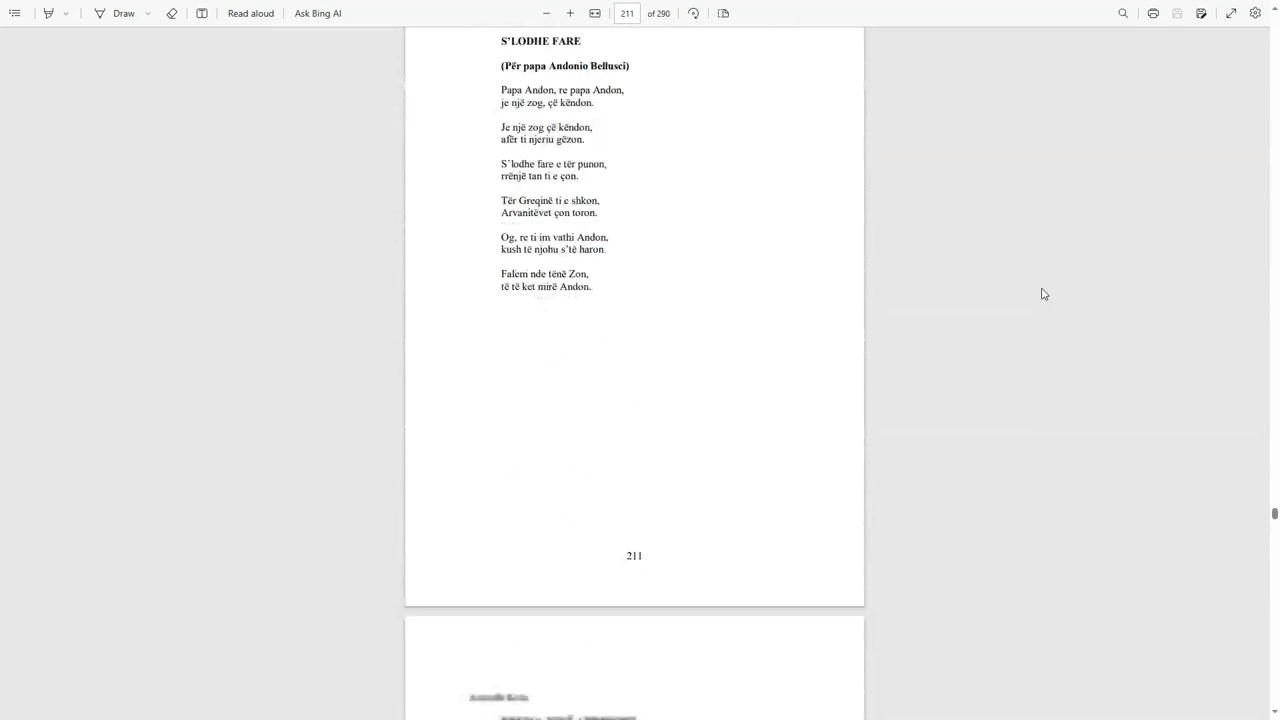 Draw
Read aloud
Ask Bing AI
211
of 290
S’LODHE FARE
(Për papa Andonio Bellusci)
Papa Andon, re papa Andon,
je një zog, çë këndon.
Je një zog çë këndon,
afër ti njeriu gëzon.
S’lodhe fare e tër punon,
rrënjë tan ti e çon.
Tër Greqinë ti e shkon,
Arvanitëvet çon toron.
Og, re ti im vathi Andon,
kush të njohu s’të haron.
Falem nde tënë Zon,
të të ket mirë Andon.
211